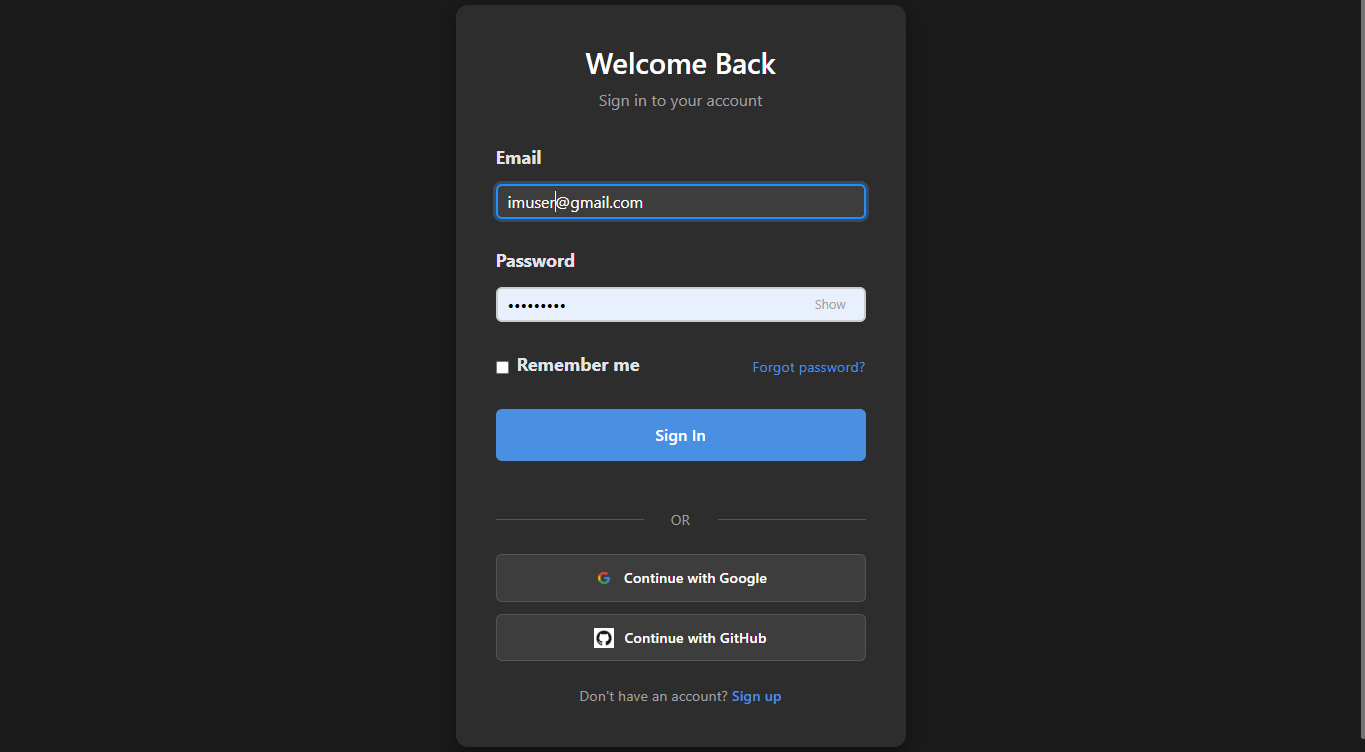 Welcome Back
Sign in to your account
Email
imuser@gmail.com
Password
••••••••• Show
Remember me Forgot password?
Sign In
OR
Continue with Google
Continue with GitHub
Don't have an account? Sign up